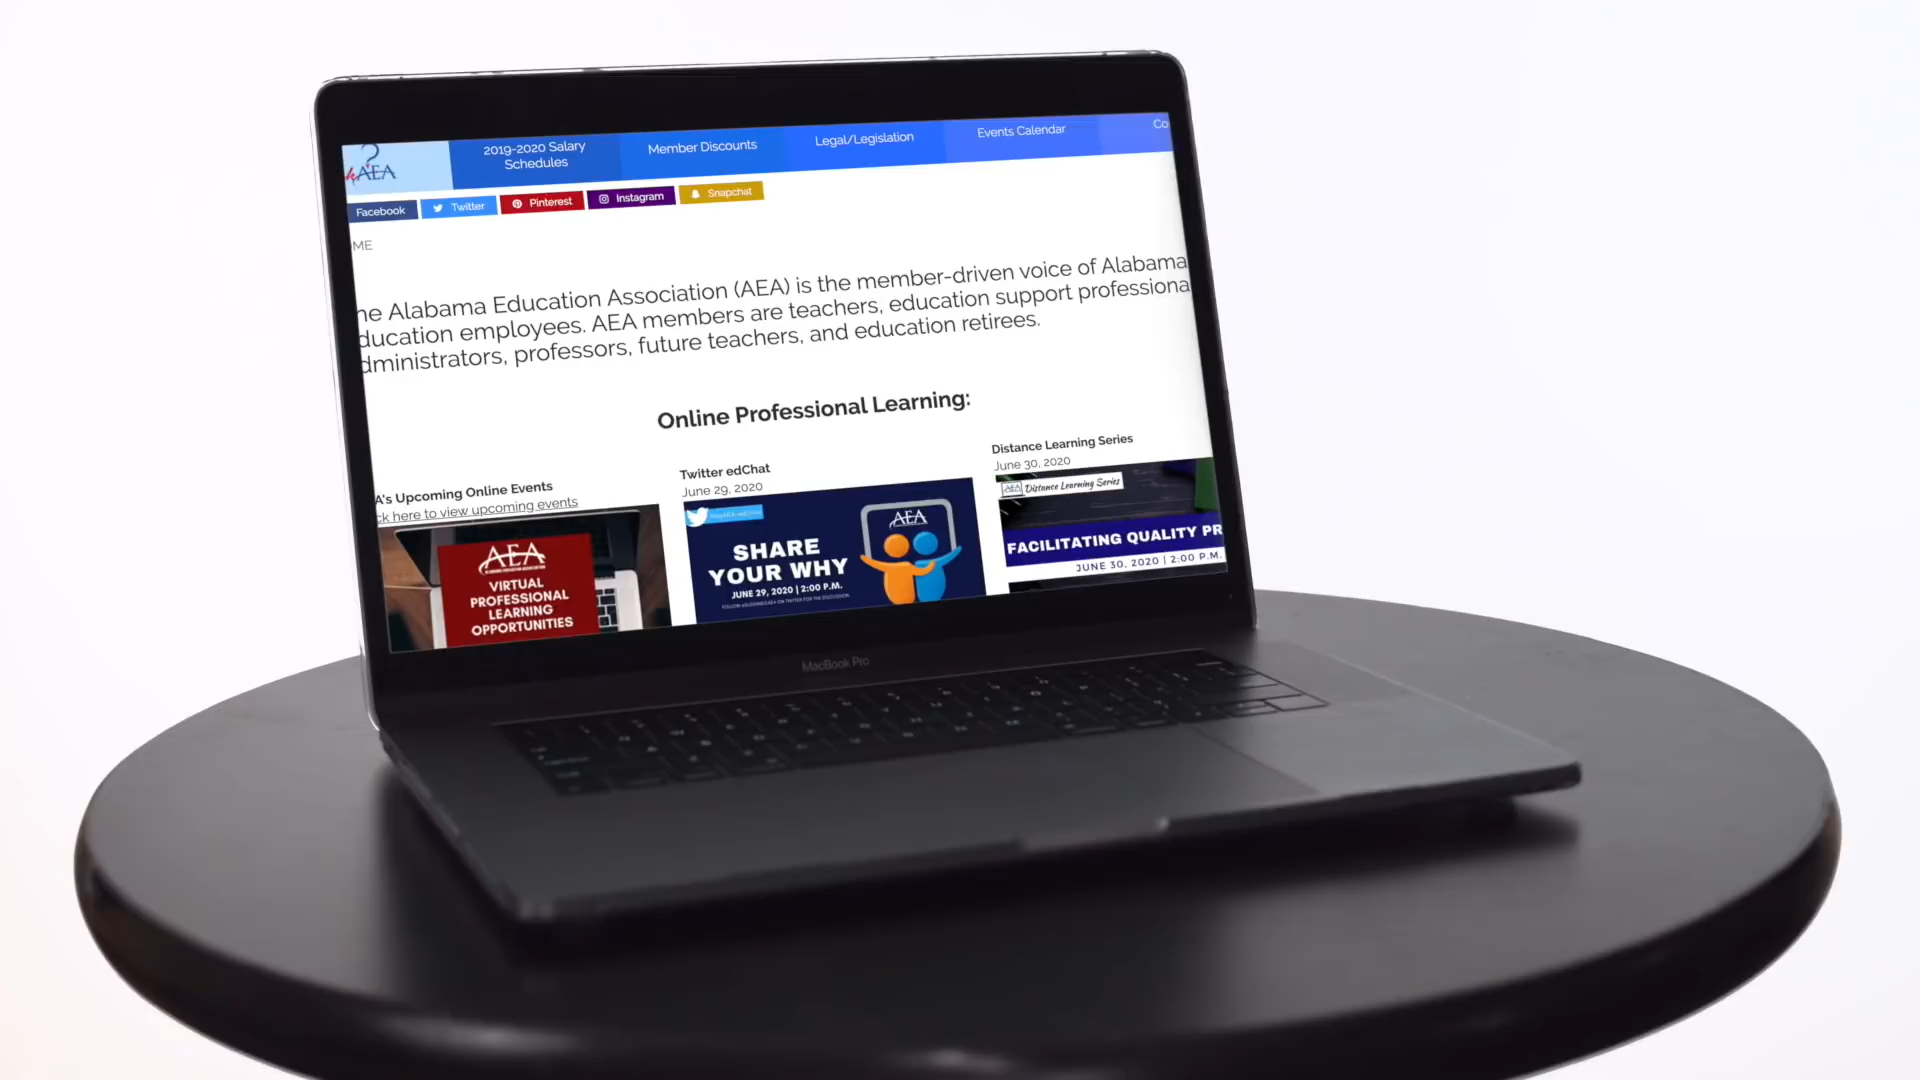 AEA
2019-2020 Salary
Schedules
Member Discounts
Legal/Legislation
Events Calendar
Co
Facebook
Twitter
Pinterest
Instagram
Snapchat
ME
he Alabama Education Association (AEA) is the member-driven voice of Alabama
ducation employees. AEA members are teachers, education support professiona
dministrators, professors, future teachers, and education retirees.
Online Professional Learning:
A's Upcoming Online Events
ck here to view upcoming events
AEA
VIRTUAL
PROFESSIONAL
LEARNING
OPPORTUNITIES
Twitter edChat
June 29, 2020
AEA
SHARE
YOUR WHY
JUNE 29, 2020 | 2:00 P.M.
Distance Learning Series
June 30, 2020
AEA Distance Learning Series
FACILITATING QUALITY PR
JUNE 30, 2020 | 2:00 P.M.
MacBook Pro